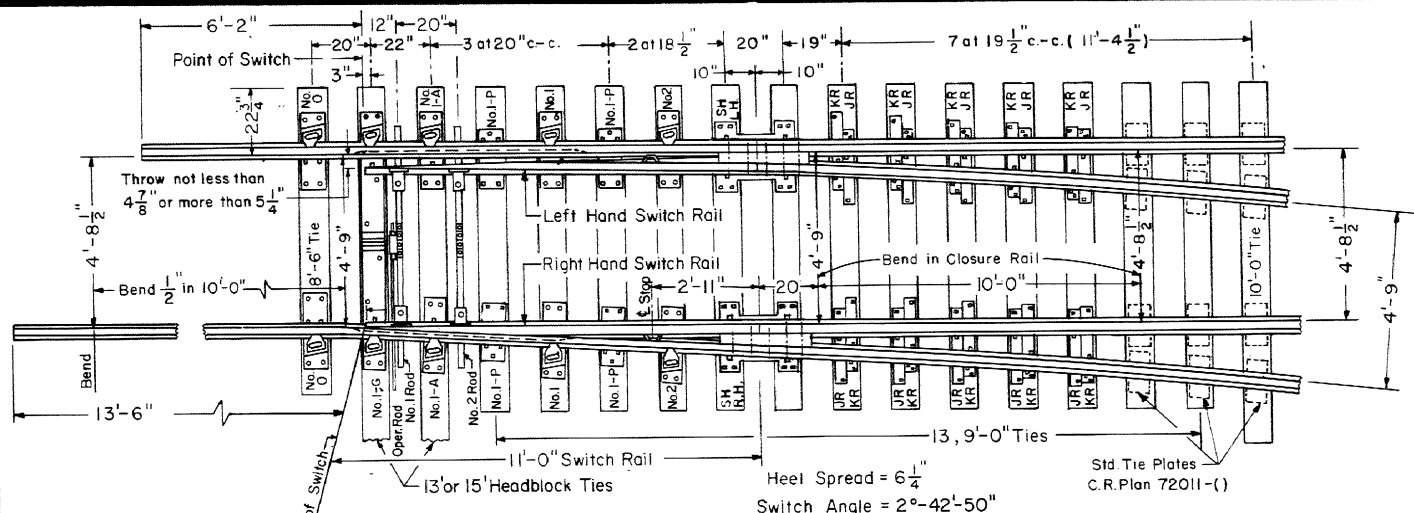 6'-2"
12"
20"
20"
22"
3 at 20" c-c.
2 at 18 1/2"
20"
19"
7 at 19 1/2" c.-c. ( 11'-4 1/2")
Point of Switch
3"
10"
10"
22 3/4"
No. 0
No. 1-A
No.1-P
No.1
No.1-P
No2
SH L.H.
KR JR
KR JR
KR JR
KR JR
KR JR
Throw not less than
4 7/8" or more than 5 1/4"
4'-8 1/2"
8'-6" Tie
4'-9"
Left Hand Switch Rail
Right Hand Switch Rail
Bend 1/2" in 10'-0"
℄ Stop
2'-11"
20
4'-9"
Bend in Closure Rail
10'-0"
4'-8 1/2"
10'-0" Tie
4'-8 1/2"
4'-9"
Bend
No. 0
No.1-G
Oper. Rod
No.1 Rod
No.1-A
No.2 Rod
No.1-P
No.1
No.1-P
No2
SH R.H.
JR KR
JR KR
JR KR
JR KR
JR KR
13'-6"
13, 9'-0" Ties
11'-0" Switch Rail
Std. Tie Plates
C.R. Plan 72011-()
13' or 15' Headblock Ties
Heel Spread = 6 1/4"
Switch Angle = 2°-42'-50"
of Switch